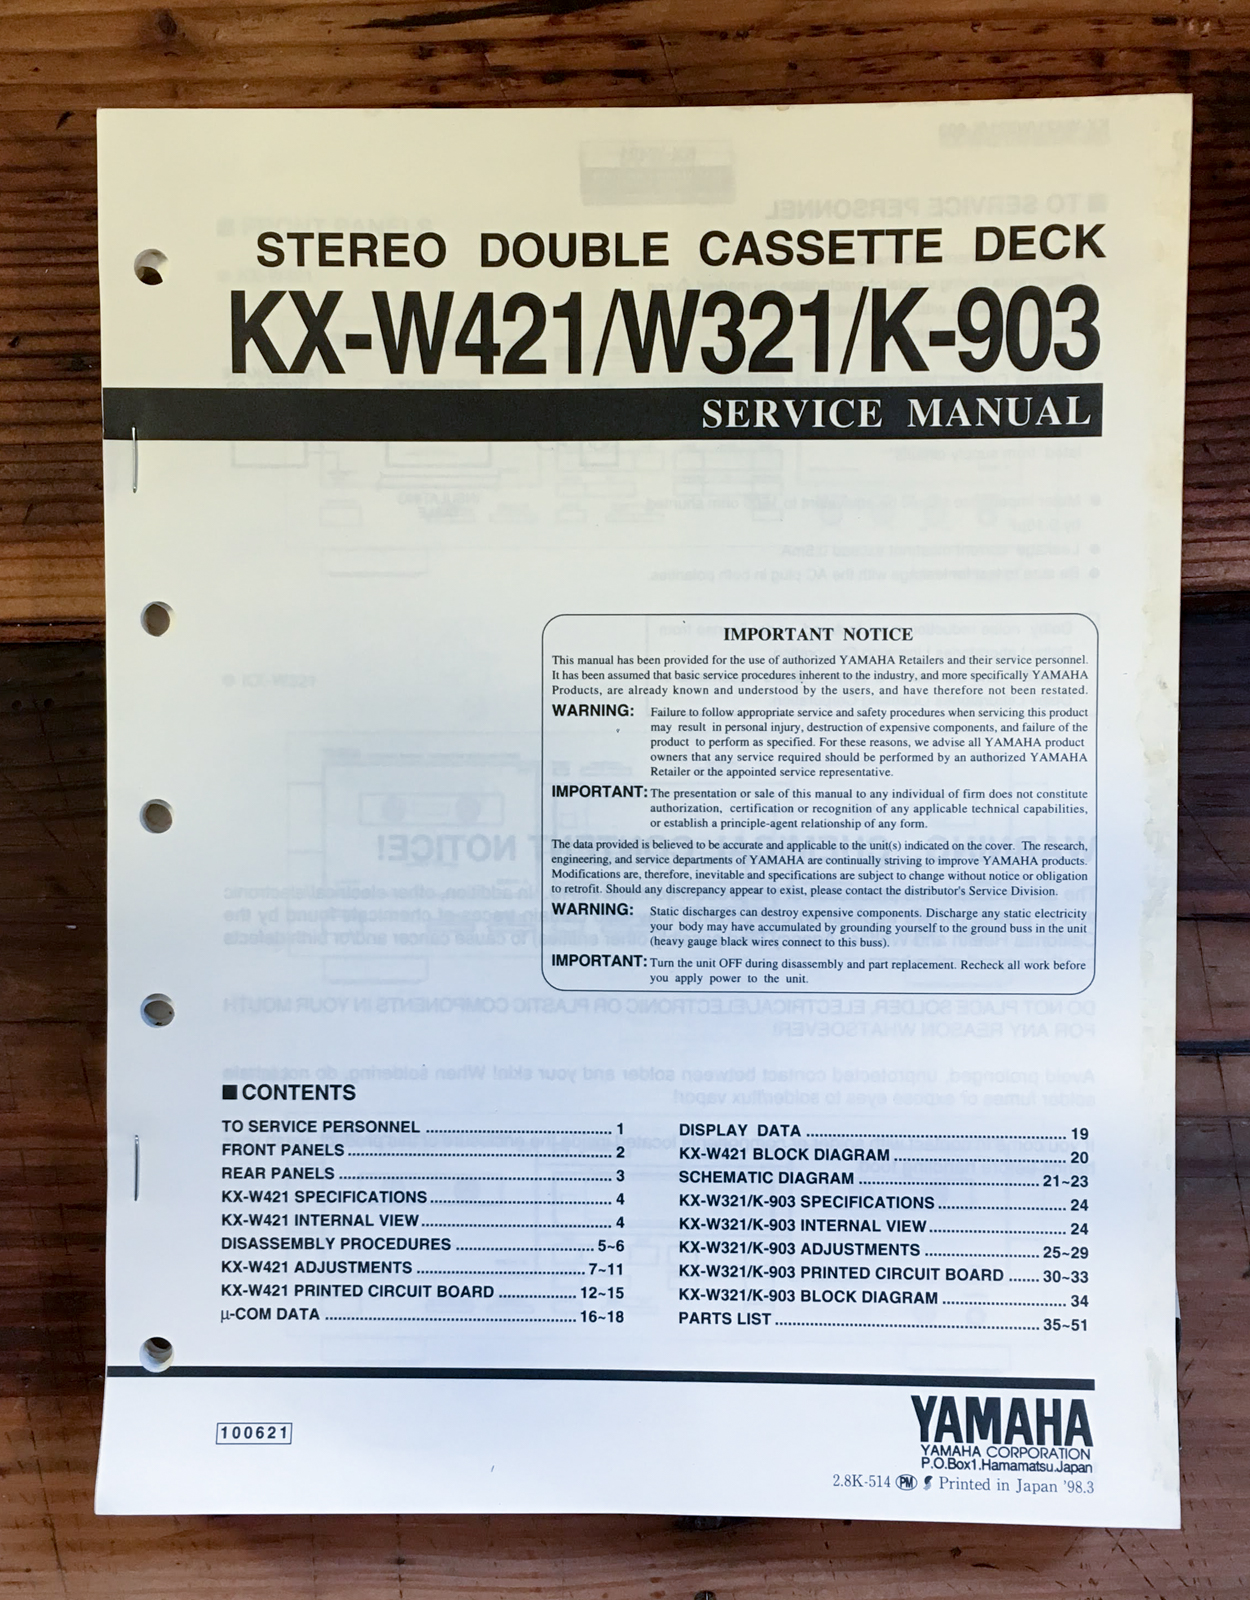 STEREO DOUBLE CASSETTE DECK
KX-W421/W321/K-903
SERVICE MANUAL
IMPORTANT NOTICE
This manual has been provided for the use of authorized YAMAHA Retailers and their service personnel.
It has been assumed that basic service procedures inherent to the industry, and more specifically YAMAHA
Products, are already known and understood by the users, and have therefore not been restated.
WARNING: Failure to follow appropriate service and safety procedures when servicing this product
may result in personal injury, destruction of expensive components, and failure of the
product to perform as specified. For these reasons, we advise all YAMAHA product
owners that any service required should be performed by an authorized YAMAHA
Retailer or the appointed service representative.
IMPORTANT: The presentation or sale of this manual to any individual of firm does not constitute
authorization, certification or recognition of any applicable technical capabilities,
or establish a principle-agent relationship of any form.
The data provided is believed to be accurate and applicable to the unit(s) indicated on the cover. The research,
engineering, and service departments of YAMAHA are continually striving to improve YAMAHA products.
Modifications are, therefore, inevitable and specifications are subject to change without notice or obligation
to retrofit. Should any discrepancy appear to exist, please contact the distributor's Service Division.
WARNING: Static discharges can destroy expensive components. Discharge any static electricity
your body may have accumulated by grounding yourself to the ground buss in the unit
(heavy gauge black wires connect to this buss).
IMPORTANT: Turn the unit OFF during disassembly and part replacement. Recheck all work before
you apply power to the unit.
■ CONTENTS
TO SERVICE PERSONNEL ........ 1
FRONT PANELS ........ 2
REAR PANELS ........ 3
KX-W421 SPECIFICATIONS ........ 4
KX-W421 INTERNAL VIEW ........ 4
DISASSEMBLY PROCEDURES ........ 5~6
KX-W421 ADJUSTMENTS ........ 7~11
KX-W421 PRINTED CIRCUIT BOARD ........ 12~15
μ-COM DATA ........ 16~18
DISPLAY DATA ........ 19
KX-W421 BLOCK DIAGRAM ........ 20
SCHEMATIC DIAGRAM ........ 21~23
KX-W321/K-903 SPECIFICATIONS ........ 24
KX-W321/K-903 INTERNAL VIEW ........ 24
KX-W321/K-903 ADJUSTMENTS ........ 25~29
KX-W321/K-903 PRINTED CIRCUIT BOARD ....... 30~33
KX-W321/K-903 BLOCK DIAGRAM ........ 34
PARTS LIST ........ 35~51
100621
YAMAHA
YAMAHA CORPORATION
P.O.Box1.Hamamatsu.Japan
2.8K-514 PM Printed in Japan '98.3